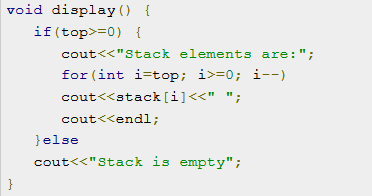 void display() {
   if(top>=0) {
      cout<<"Stack elements are:";
      for(int i=top; i>=0; i--)
      cout<<stack[i]<<" ";
      cout<<endl;
   }else
   cout<<"Stack is empty";
}